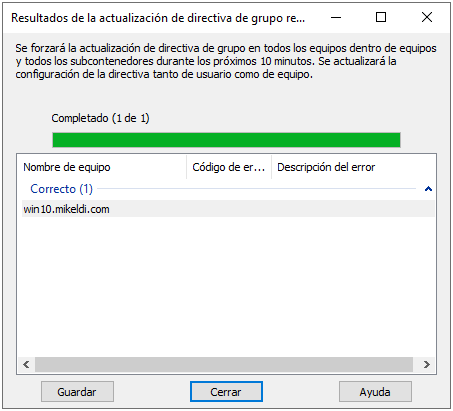 Resultados de la actualización de directiva de grupo re...
Se forzará la actualización de directiva de grupo en todos los equipos dentro de equipos
y todos los subcontenedores durante los próximos 10 minutos. Se actualizará la
configuración de la directiva tanto de usuario como de equipo.
Completado (1 de 1)
Nombre de equipo Código de er... Descripción del error
Correcto (1)
win10.mikeldi.com
Guardar Cerrar Ayuda